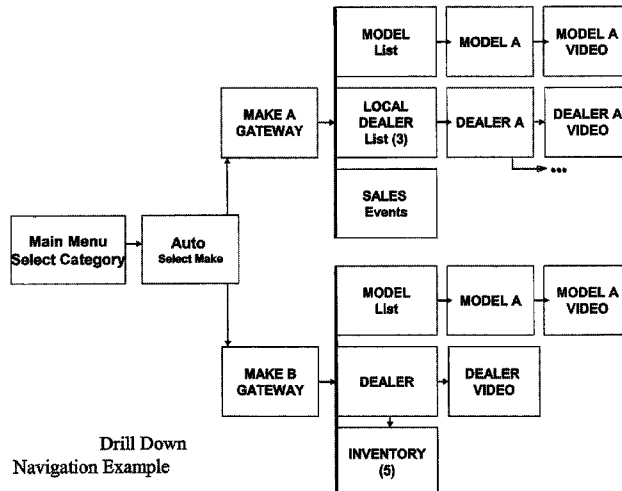 MODEL
List
MODEL A
MODEL A
VIDEO
MAKE A
GATEWAY
LOCAL
DEALER
List (3)
DEALER A
DEALER A
VIDEO
...
SALES
Events
Main Menu
Select Category
Auto
Select Make
MODEL
List
MODEL A
MODEL A
VIDEO
MAKE B
GATEWAY
DEALER
DEALER
VIDEO
INVENTORY
(5)
Drill Down
Navigation Example